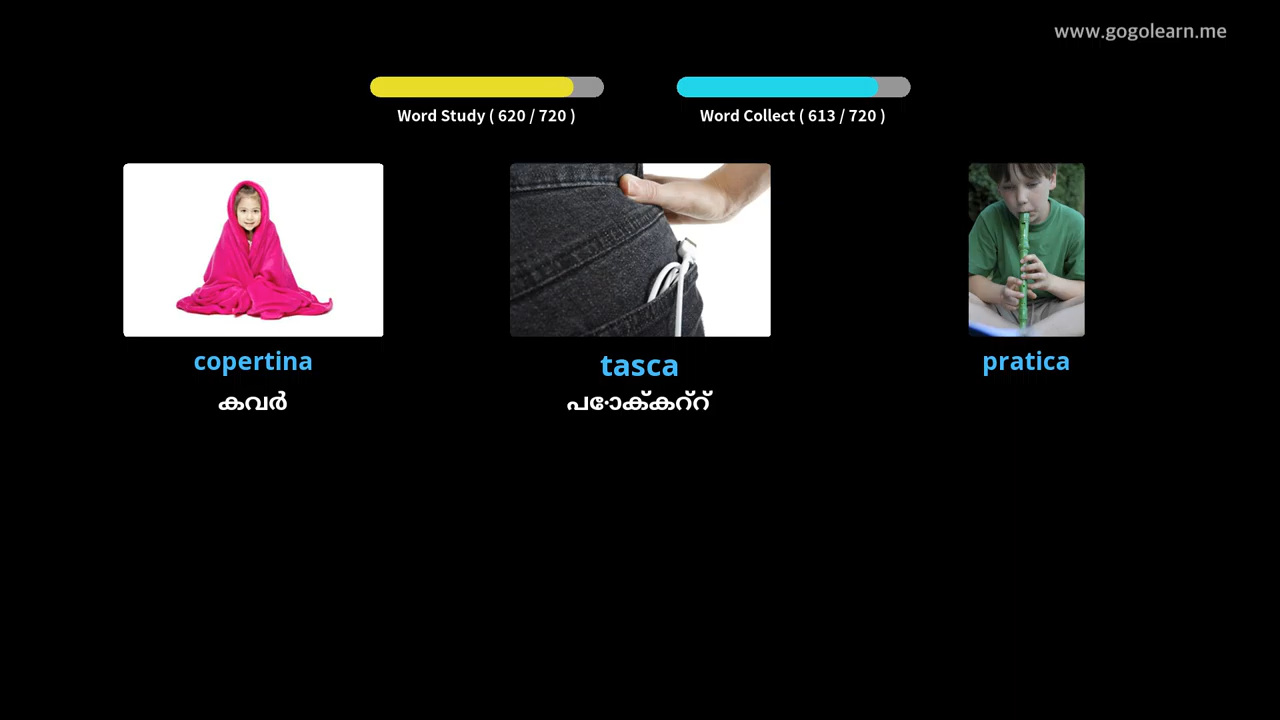 www.gogolearn.me
Word Study ( 620 / 720 )
Word Collect ( 613 / 720 )
copertina
tasca
pratica
കവർ
പോക്കറ്റ്